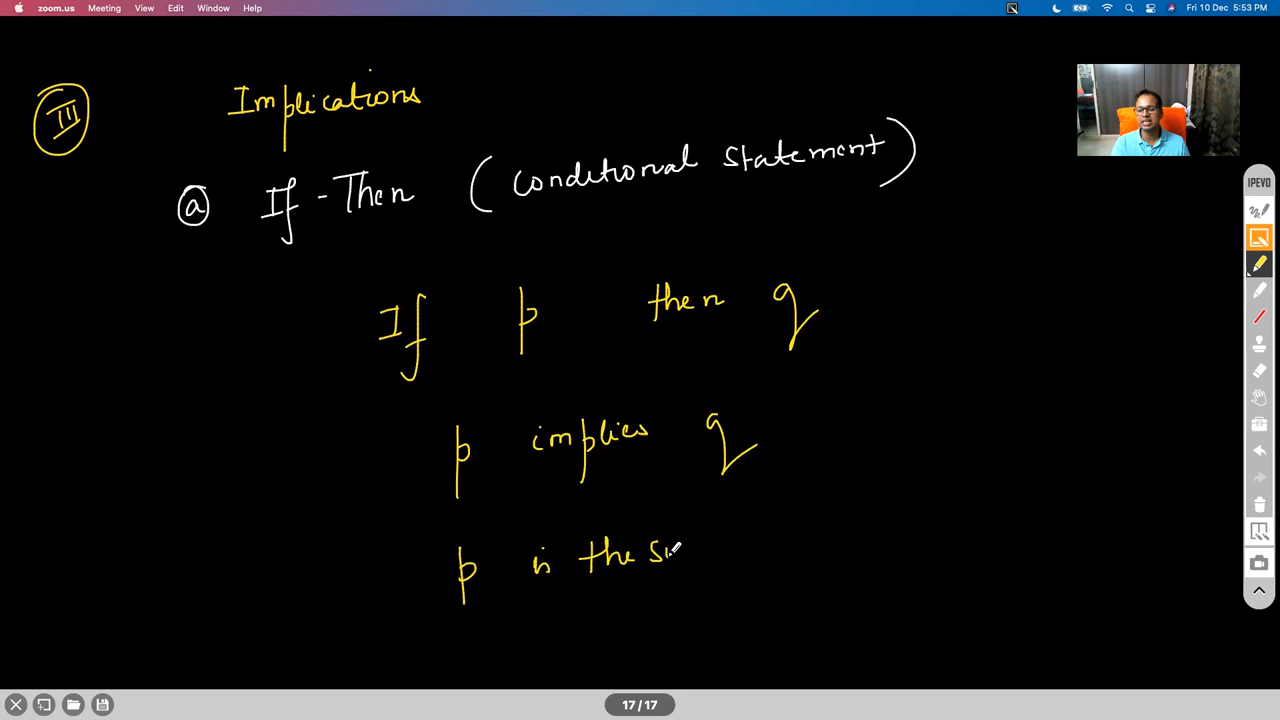 zoom.us Meeting View Edit Window Help Fri 10 Dec 5:53 PM
III Implications
a If-Then (Conditional Statement)
If p then q
p implies q
p is the su
IPEVO
17/17